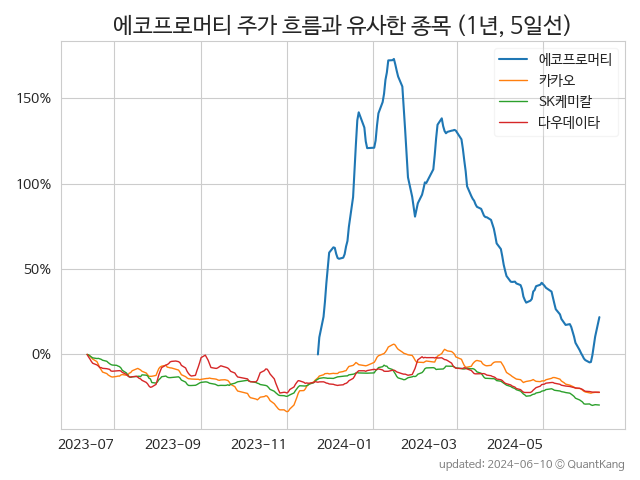 에코프로머티 주가 흐름과 유사한 종목 (1년, 5일선)
에코프로머티
카카오
SK케미칼
다우데이타
150%
100%
50%
0%
2023-07 2023-09 2023-11 2024-01 2024-03 2024-05
updated: 2024-06-10 © QuantKang